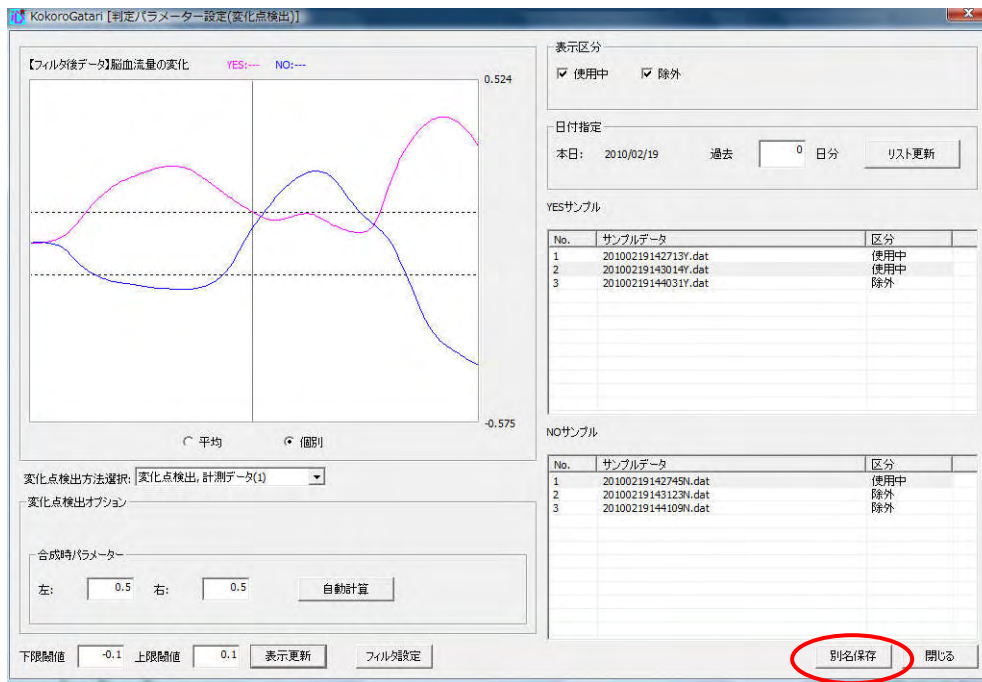 KokoroGatari [判定パラメーター設定(変化点検出)]
【フィルタ後データ】脳血流量の変化 YES:--- NO:---
0.524
-0.575
平均 個別
変化点検出方法選択: 変化点検出, 計測データ(1)
変化点検出オプション
合成時パラメーター
左: 0.5 右: 0.5 自動計算
下限閾値 -0.1 上限閾値 0.1 表示更新 フィルタ設定
表示区分
使用中 除外
日付指定
本日: 2010/02/19 過去 0 日分 リスト更新
YESサンプル
No. サンプルデータ 区分
1 20100219142713Y.dat 使用中
2 20100219143014Y.dat 使用中
3 20100219144031Y.dat 除外
NOサンプル
No. サンプルデータ 区分
1 20100219142745N.dat 使用中
2 20100219143123N.dat 除外
3 20100219144109N.dat 除外
別名保存 閉じる